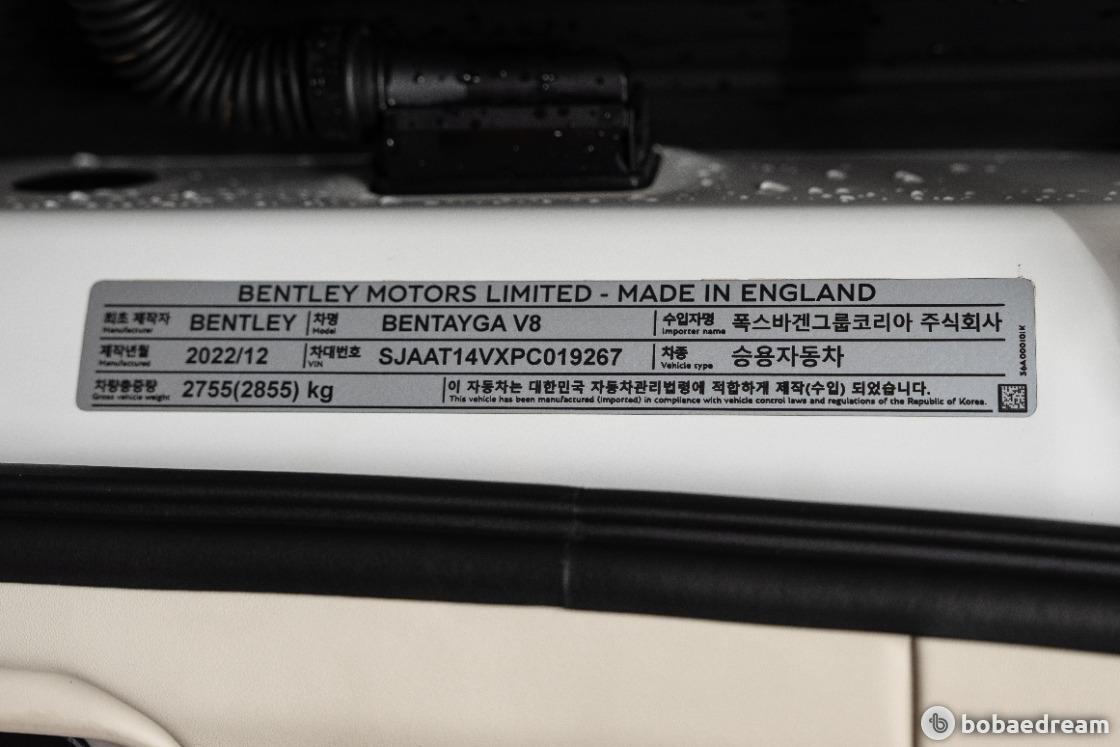 BENTLEY MOTORS LIMITED - MADE IN ENGLAND
최초 제작자 Manufacturer BENTLEY 차명 Model BENTAYGA V8 수입자명 Importer name 폭스바겐그룹코리아 주식회사
제작년월 Manufactured 2022/12 차대번호 VIN SJAAT14VXPC019267 차종 Vehicle type 승용자동차
차량총중량 Gross vehicle weight 2755(2855) kg 이 자동차는 대한민국 자동차관리법령에 적합하게 제작(수입) 되었습니다.
This vehicle has been manufactured (imported) in compliance with vehicle control laws and regulations of the Republic of Korea.
36A 000 101 K
bobaedream